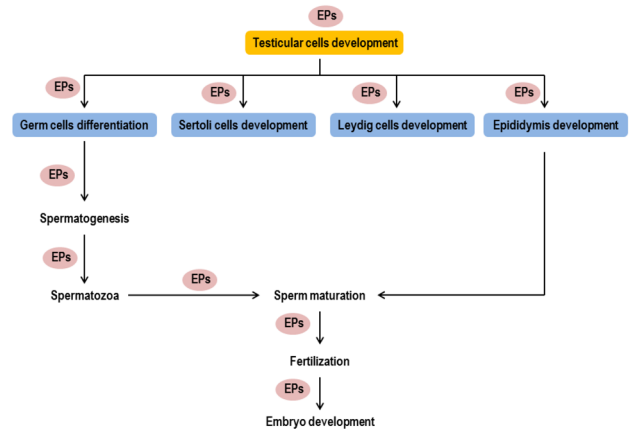 EPs
Testicular cells development
EPs EPs EPs EPs
Germ cells differentiation Sertoli cells development Leydig cells development Epididymis development
EPs
Spermatogenesis
EPs
EPs
Spermatozoa Sperm maturation
EPs
Fertilization
EPs
Embryo development